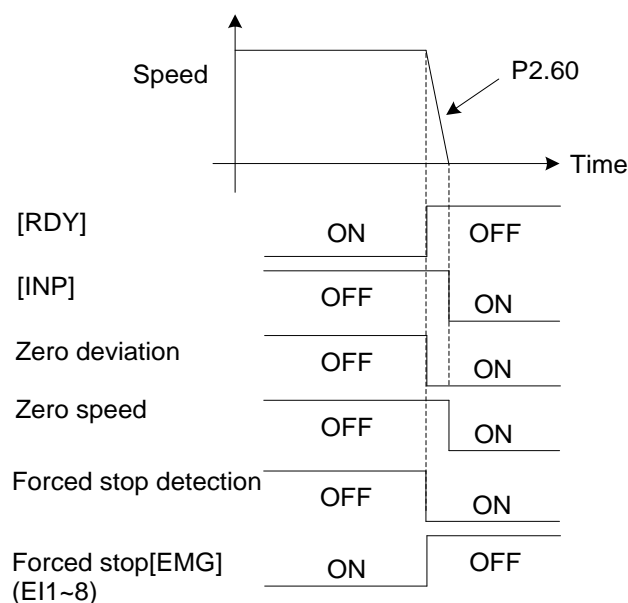 Speed
P2.60
Time
[RDY]
ON
OFF
[INP]
OFF
ON
Zero deviation
OFF
ON
Zero speed
OFF
ON
Forced stop detection
OFF
ON
Forced stop[EMG]
(EI1~8)
ON
OFF